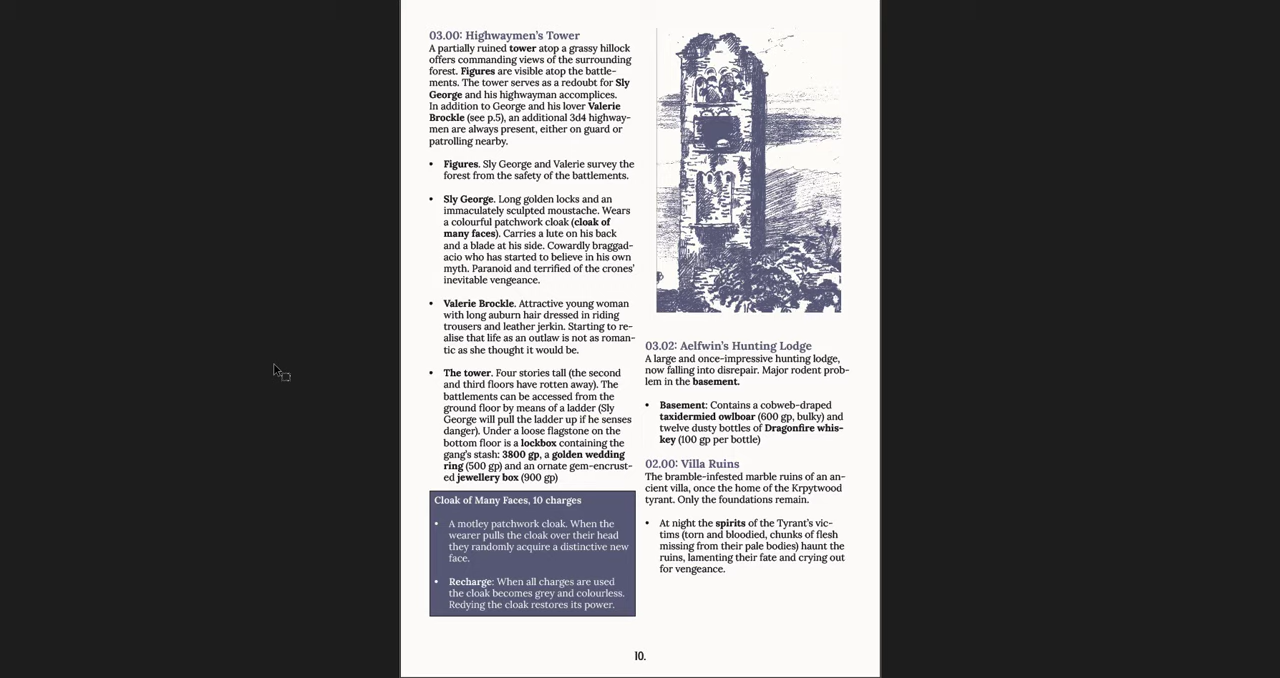 03.00: Highwaymen's Tower
A partially ruined tower atop a grassy hillock
offers commanding views of the surrounding
forest. Figures are visible atop the battle-
ments. The tower serves as a redoubt for Sly
George and his highwayman accomplices.
In addition to George and his lover Valerie
Brockle (see p.5), an additional 3d4 highway-
men are always present, either on guard or
patrolling nearby.
• Figures. Sly George and Valerie survey the
forest from the safety of the battlements.
• Sly George. Long golden locks and an
immaculately sculpted moustache. Wears
a colourful patchwork cloak (cloak of
many faces). Carries a lute on his back
and a blade at his side. Cowardly braggad-
acio who has started to believe in his own
myth. Paranoid and terrified of the crones'
inevitable vengeance.
• Valerie Brockle. Attractive young woman
with long auburn hair dressed in riding
trousers and leather jerkin. Starting to re-
alise that life as an outlaw is not as roman-
tic as she thought it would be.
• The tower. Four stories tall (the second
and third floors have rotten away). The
battlements can be accessed from the
ground floor by means of a ladder (Sly
George will pull the ladder up if he senses
danger). Under a loose flagstone on the
bottom floor is a lockbox containing the
gang's stash: 3800 gp, a golden wedding
ring (500 gp) and an ornate gem-encrust-
ed jewellery box (900 gp)
Cloak of Many Faces, 10 charges
• A motley patchwork cloak. When the
wearer pulls the cloak over their head
they randomly acquire a distinctive new
face.
• Recharge: When all charges are used
the cloak becomes grey and colourless.
Redying the cloak restores its power.
03.02: Aelfwin's Hunting Lodge
A large and once-impressive hunting lodge,
now falling into disrepair. Major rodent prob-
lem in the basement.
• Basement: Contains a cobweb-draped
taxidermied owlboar (600 gp, bulky) and
twelve dusty bottles of Dragonfire whis-
key (100 gp per bottle)
02.00: Villa Ruins
The bramble-infested marble ruins of an an-
cient villa, once the home of the Krpytwood
tyrant. Only the foundations remain.
• At night the spirits of the Tyrant's vic-
tims (torn and bloodied, chunks of flesh
missing from their pale bodies) haunt the
ruins, lamenting their fate and crying out
for vengeance.
10.